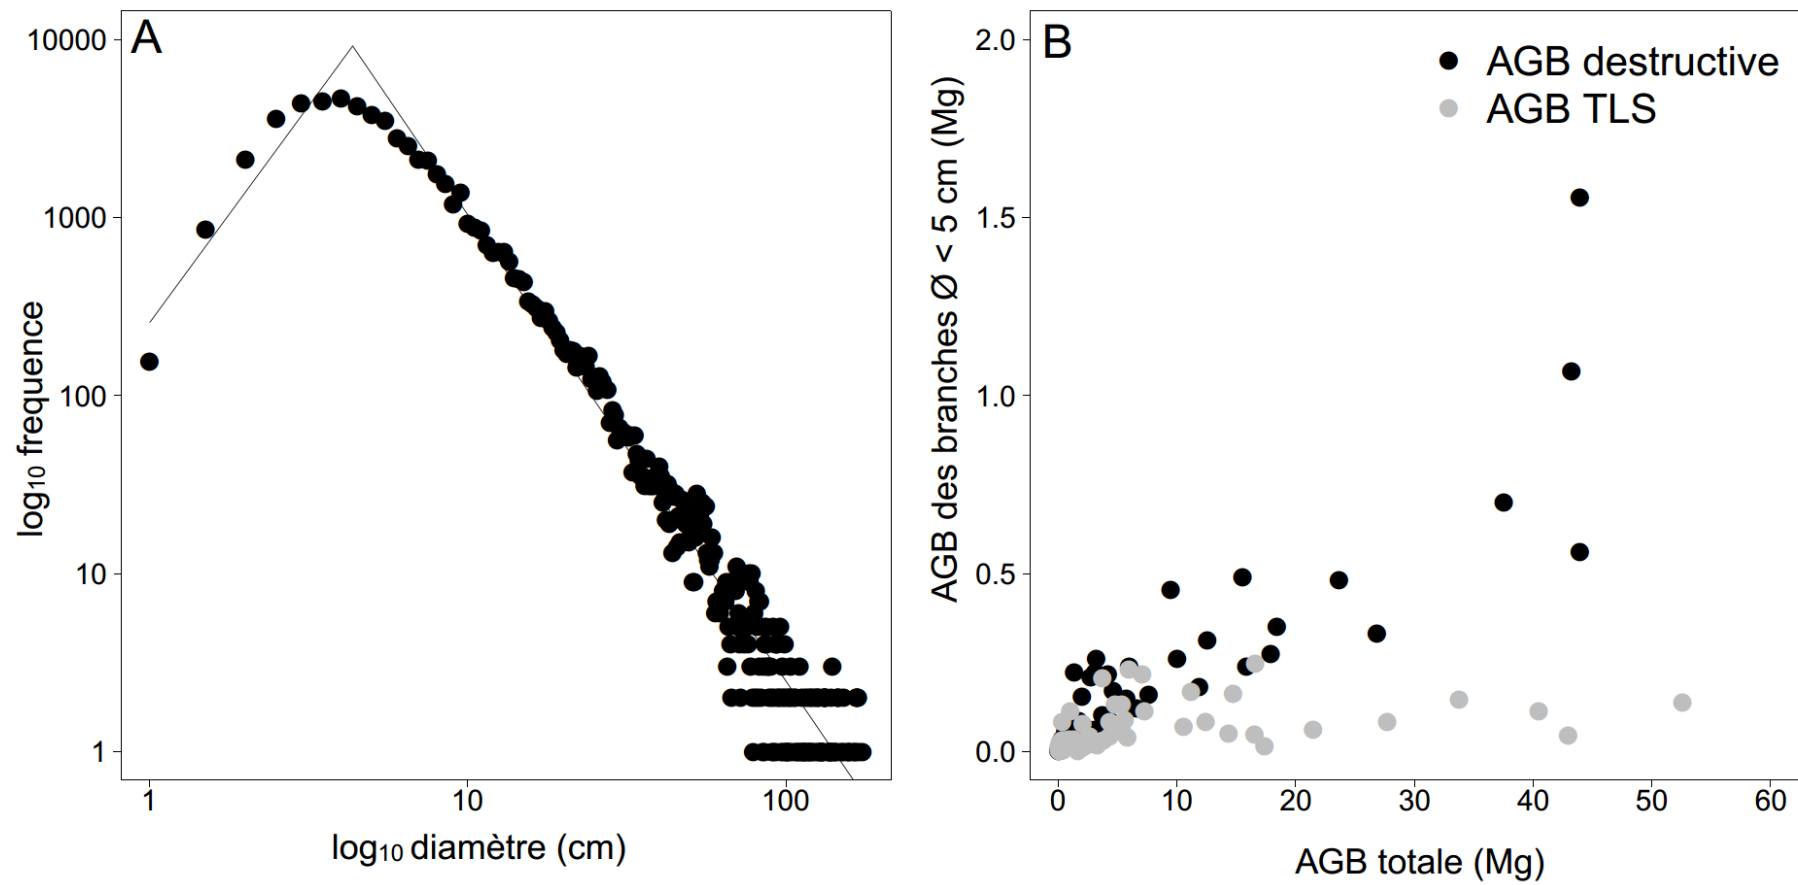 A
10000
1000
100
10
1
log₁₀ frequence
1 10 100
log₁₀ diamètre (cm)
B
AGB destructive
AGB TLS
2.0
1.5
1.0
0.5
0.0
AGB des branches Ø < 5 cm (Mg)
0 10 20 30 40 50 60
AGB totale (Mg)